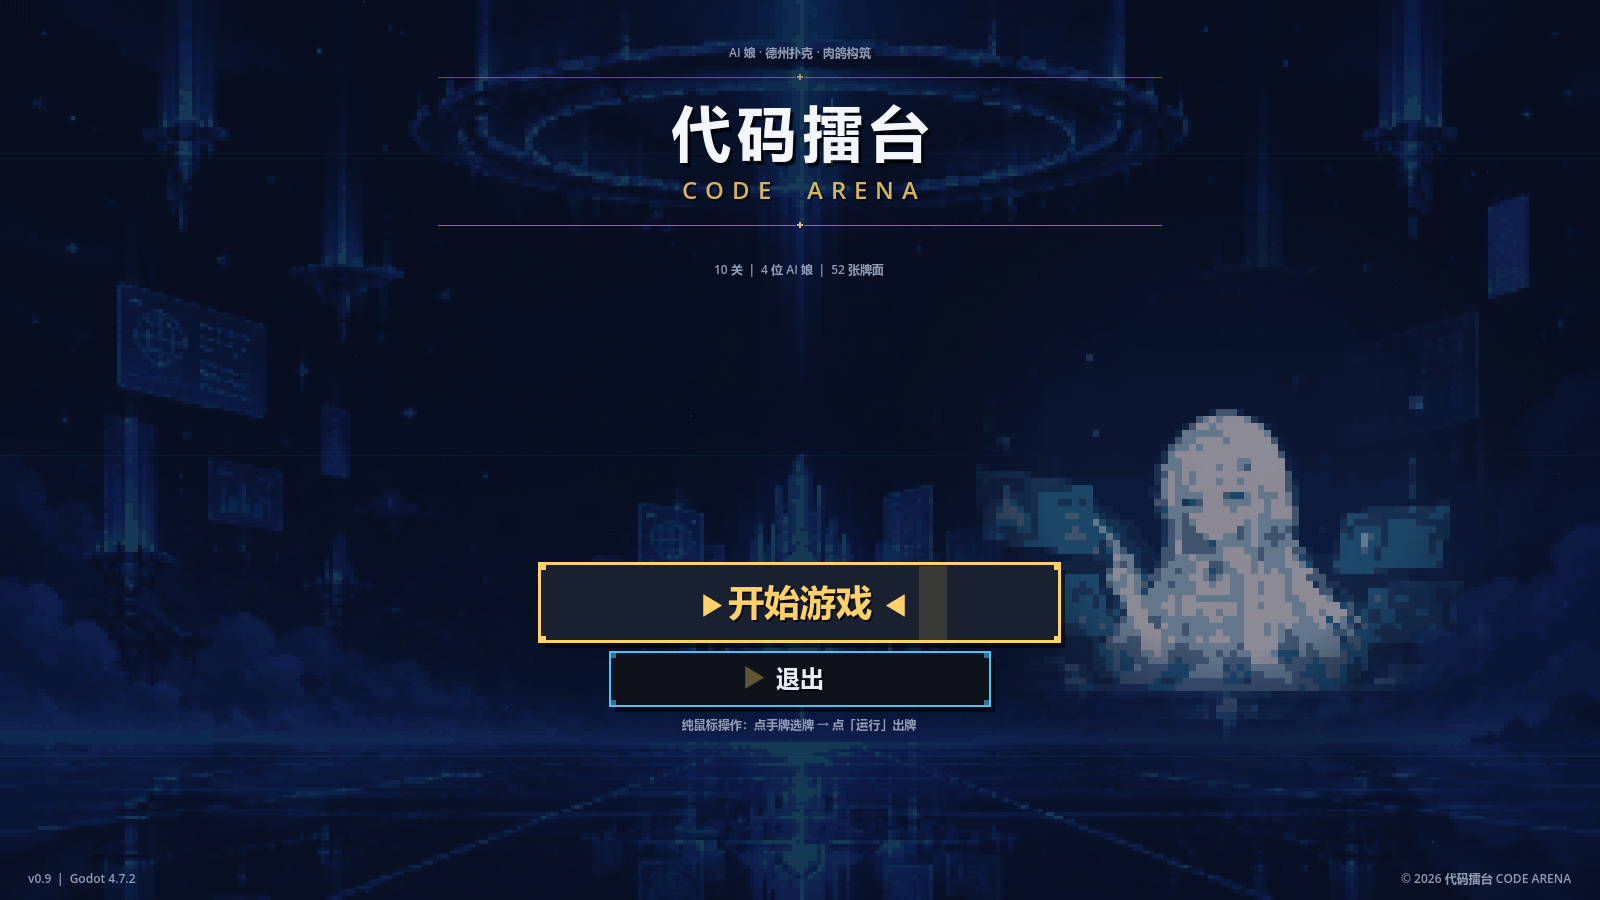 AI 娘 · 德州扑克 · 肉鸽构筑
代码擂台
CODE ARENA
10 关 | 4 位 AI 娘 | 52 张牌面
▶开始游戏 ◀
▶ 退出
纯鼠标操作：点手牌选牌 → 点「运行」出牌
v0.9 | Godot 4.7.2
© 2026 代码擂台 CODE ARENA